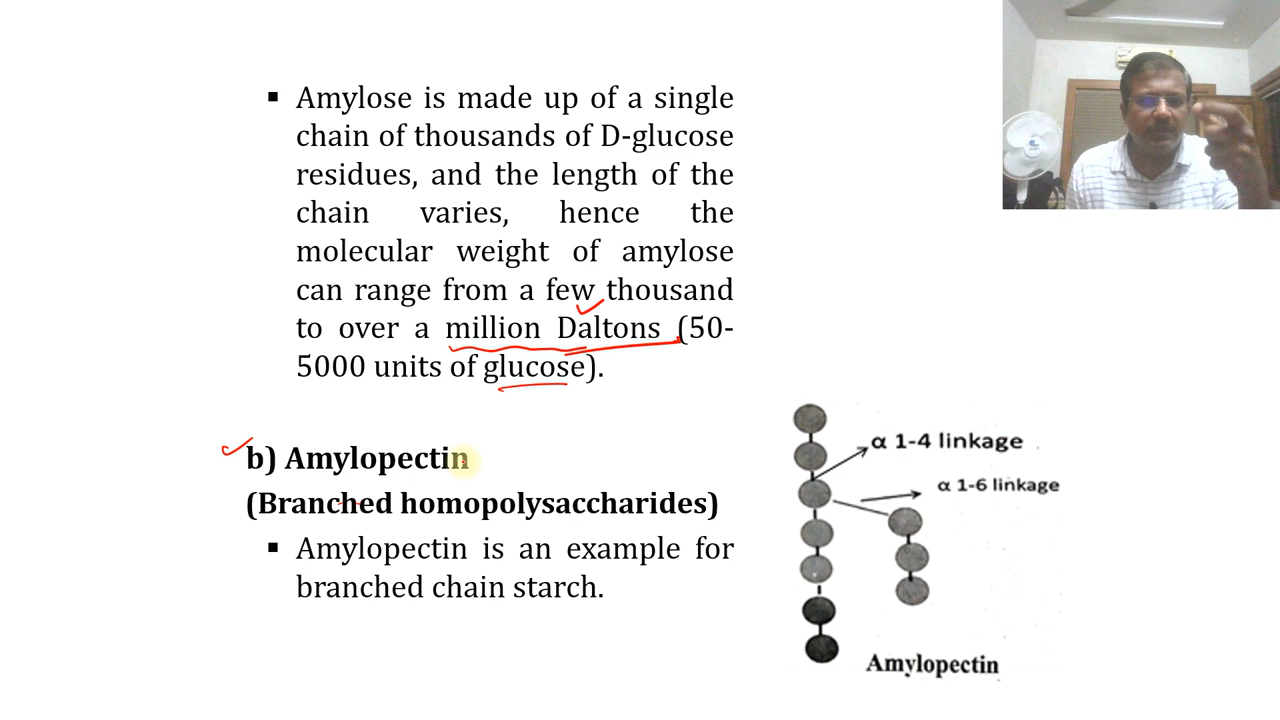 ▪ Amylose is made up of a single
chain of thousands of D-glucose
residues, and the length of the
chain varies, hence the
molecular weight of amylose
can range from a few thousand
to over a million Daltons (50-
5000 units of glucose).
b) Amylopectin
(Branched homopolysaccharides)
▪ Amylopectin is an example for
branched chain starch.
α 1-4 linkage
α 1-6 linkage
Amylopectin